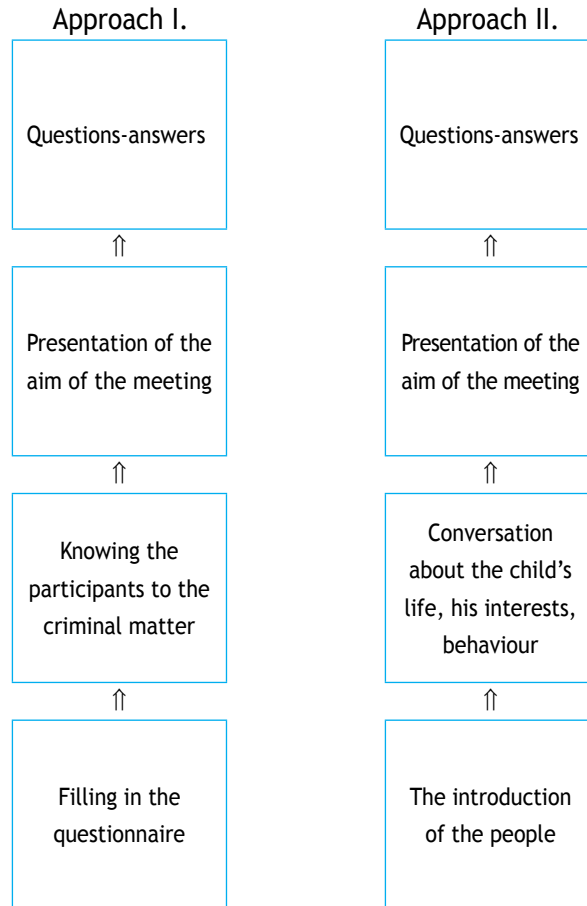 Approach I.
Questions-answers
⇑
Presentation of the
aim of the meeting
⇑
Knowing the
participants to the
criminal matter
⇑
Filling in the
questionnaire
Approach II.
Questions-answers
⇑
Presentation of the
aim of the meeting
⇑
Conversation
about the child’s
life, his interests,
behaviour
⇑
The introduction
of the people